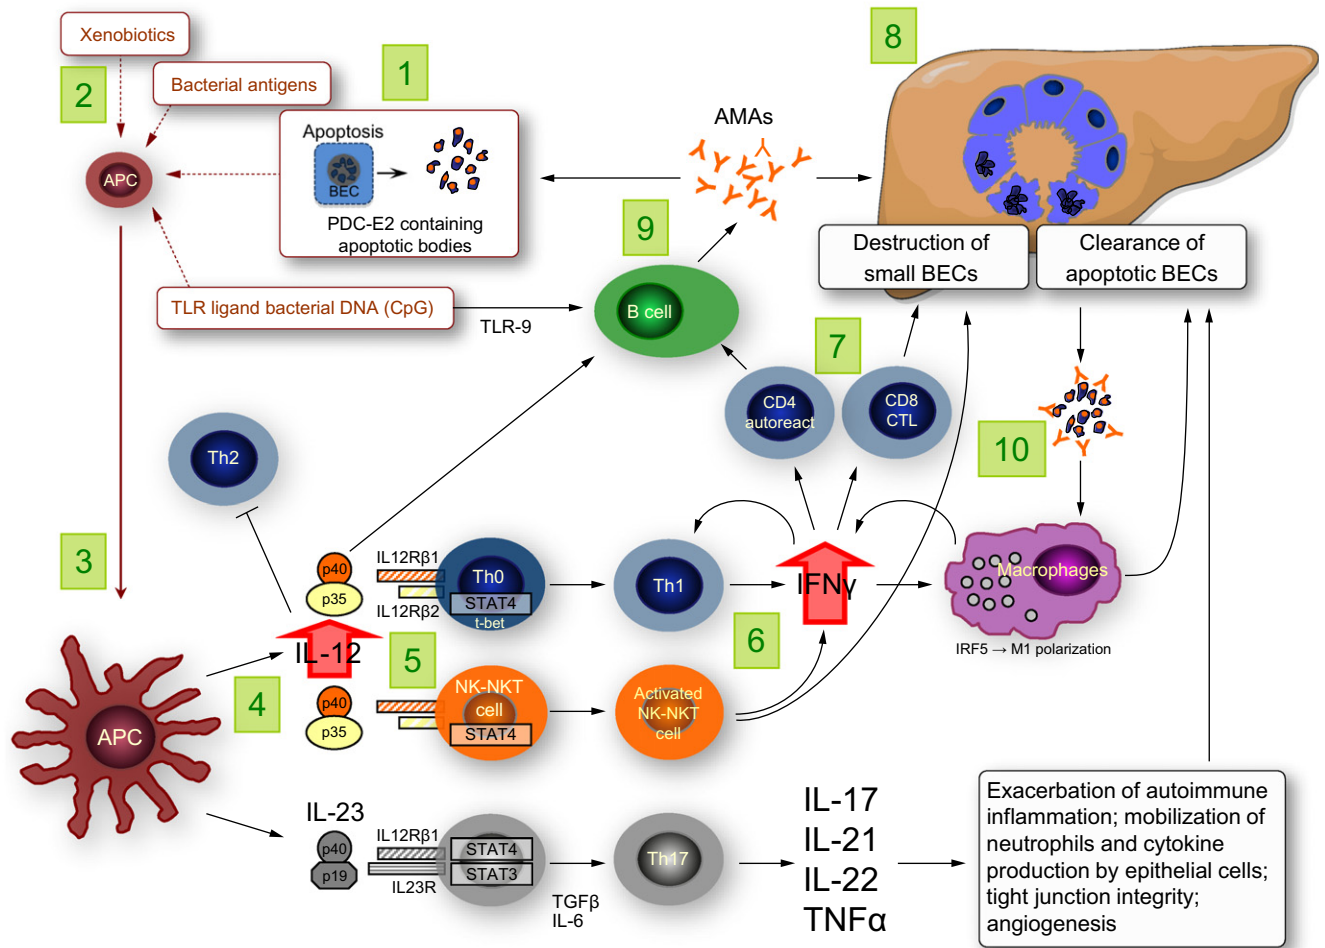 Xenobiotics
2
Bacterial antigens
1
8
APC
Apoptosis
BEC
PDC-E2 containing
apoptotic bodies
AMAs
9
Destruction of
small BECs
Clearance of
apoptotic BECs
TLR ligand bacterial DNA (CpG)
TLR-9
B cell
7
CD4
autoreact
CD8
CTL
10
Th2
3
p40
p35
IL12Rβ1
IL12Rβ2
Th0
STAT4
t-bet
Th1
IFNγ
Macrophages
IRF5 → M1 polarization
6
IL-12
5
4
APC
p40
p35
NK-NKT
cell
STAT4
Activated
NK-NKT
cell
IL-23
p40
p19
IL12Rβ1
IL23R
STAT4
STAT3
TGFβ
IL-6
Th17
IL-17
IL-21
IL-22
TNFα
Exacerbation of autoimmune
inflammation; mobilization of
neutrophils and cytokine
production by epithelial cells;
tight junction integrity;
angiogenesis